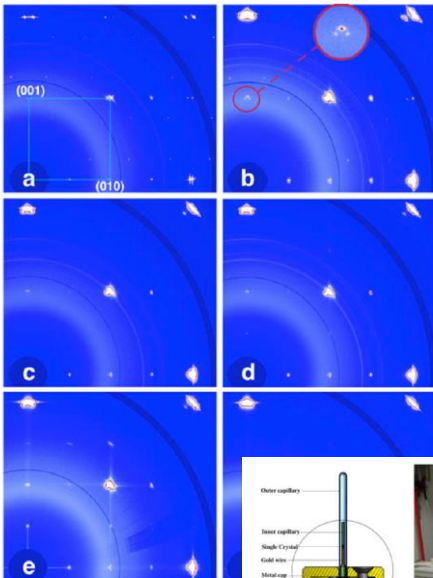 (001)
(010)
a
b
c
d
e
Outer capillary
Inner capillary
Single Crystal
Gold wire
Metal cap